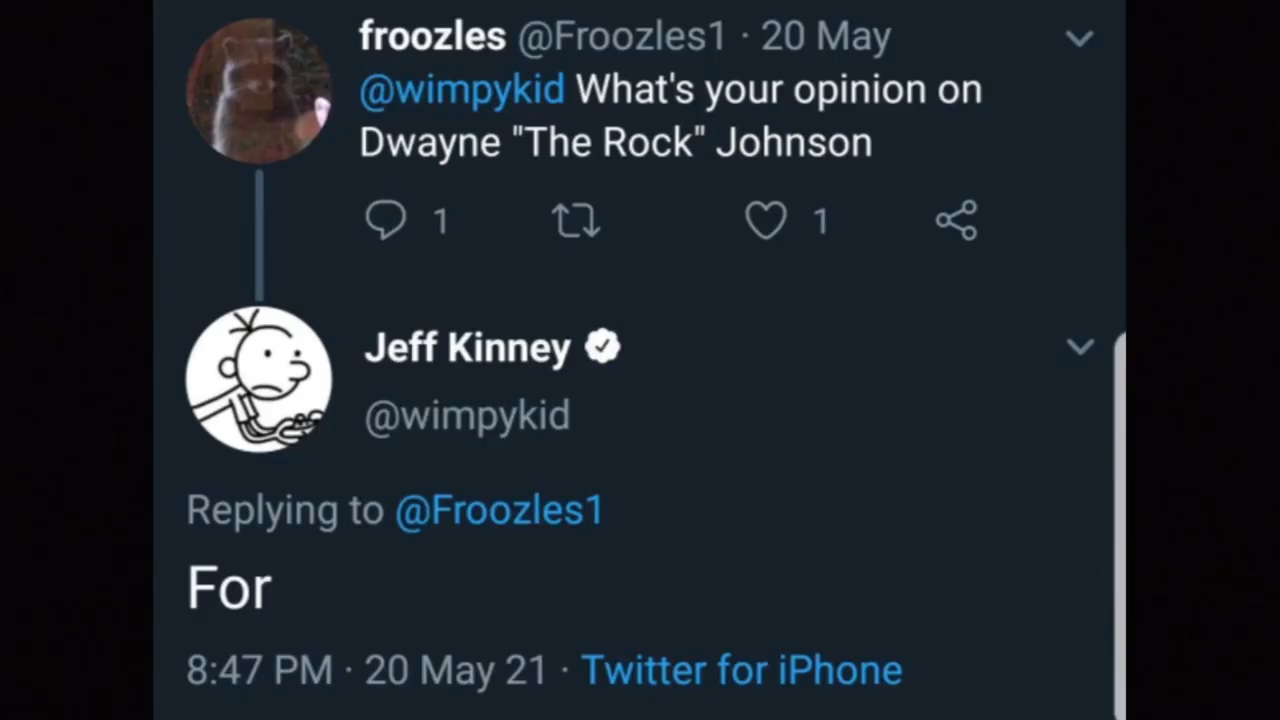 froozles @Froozles1 · 20 May
@wimpykid What's your opinion on
Dwayne "The Rock" Johnson
1 1
Jeff Kinney
@wimpykid
Replying to @Froozles1
For
8:47 PM · 20 May 21 · Twitter for iPhone